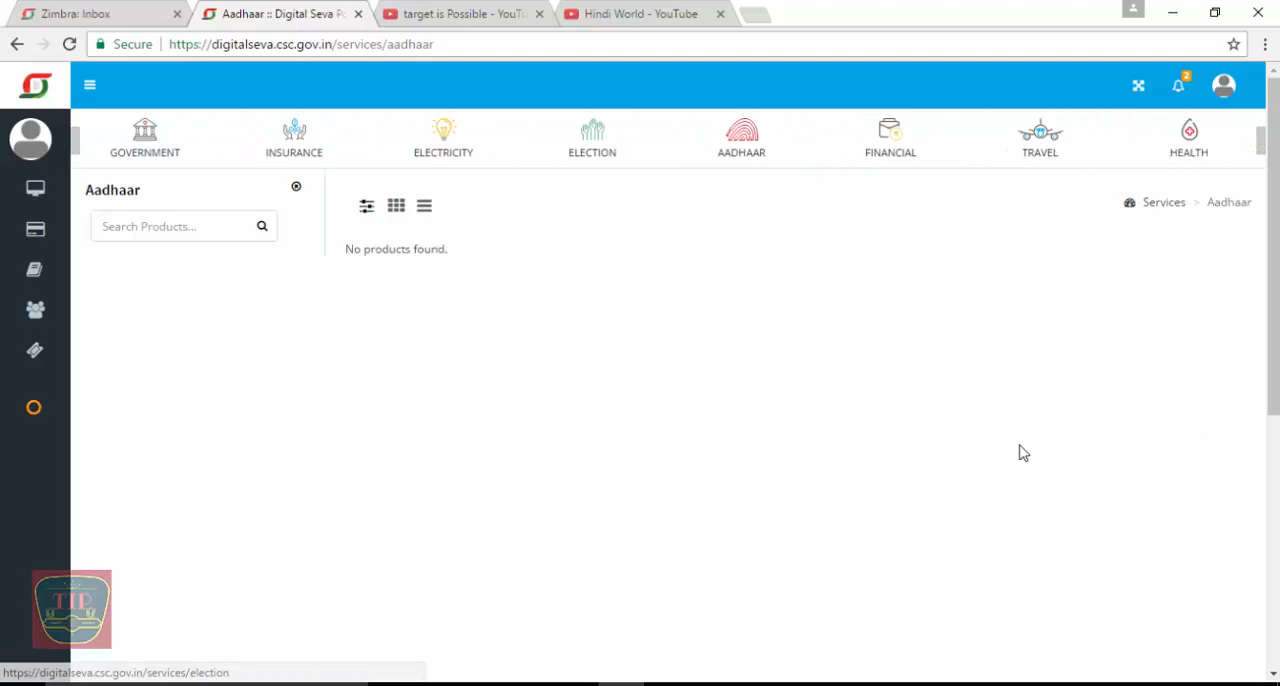 Zimbra: Inbox
Aadhaar :: Digital Seva Po
target is Possible - YouTu
Hindi World - YouTube
Secure
https://digitalseva.csc.gov.in/services/aadhaar
2
GOVERNMENT
INSURANCE
ELECTRICITY
ELECTION
AADHAAR
FINANCIAL
TRAVEL
HEALTH
Aadhaar
Search Products...
Services > Aadhaar
No products found.
TIP
https://digitalseva.csc.gov.in/services/election